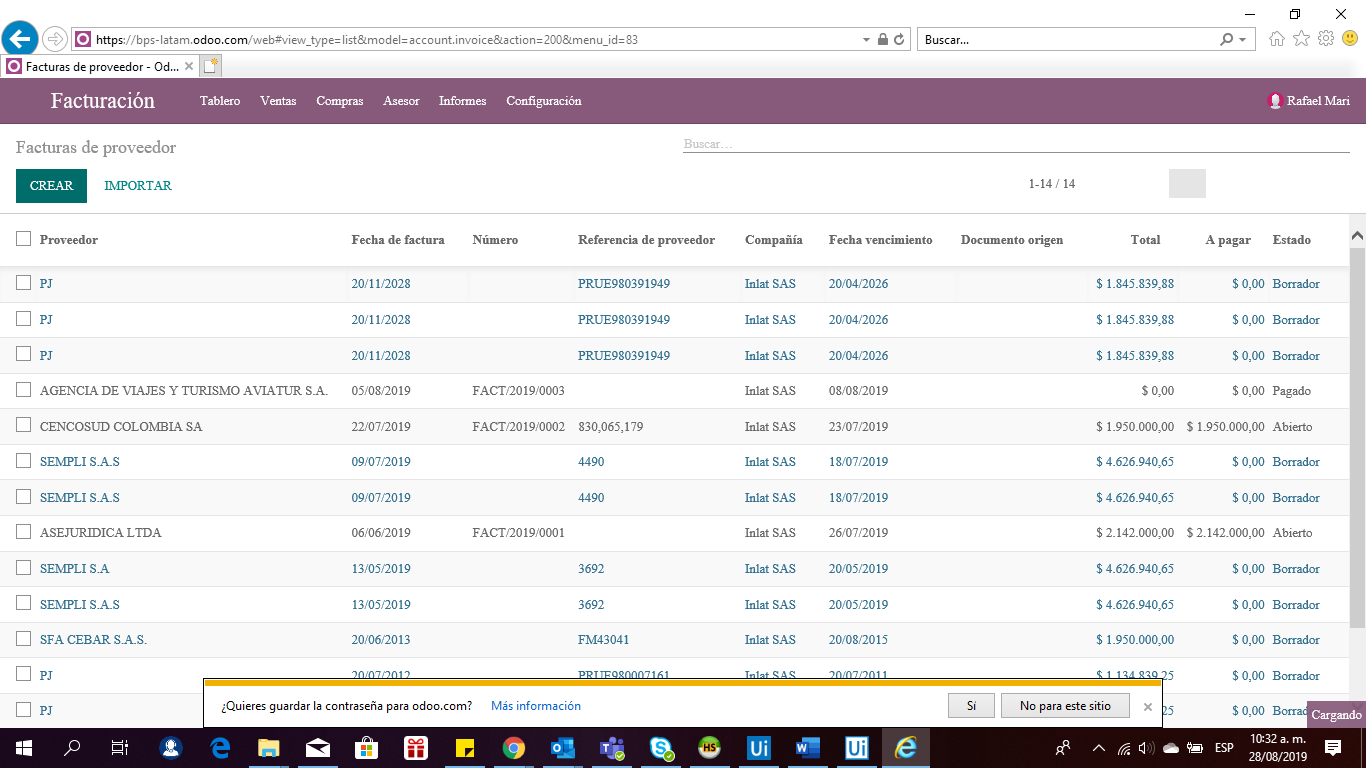 https://bps-latam.odoo.com/web#view_type=list&model=account.invoice&action=200&menu_id=83
Buscar...
Facturas de proveedor - Od...
Facturación Tablero Ventas Compras Asesor Informes Configuración Rafael Mari
Facturas de proveedor
Buscar...
CREAR IMPORTAR 1-14 / 14
Proveedor Fecha de factura Número Referencia de proveedor Compañía Fecha vencimiento Documento origen Total A pagar Estado
PJ 20/11/2028 PRUE980391949 Inlat SAS 20/04/2026 $ 1.845.839,88 $ 0,00 Borrador
PJ 20/11/2028 PRUE980391949 Inlat SAS 20/04/2026 $ 1.845.839,88 $ 0,00 Borrador
PJ 20/11/2028 PRUE980391949 Inlat SAS 20/04/2026 $ 1.845.839,88 $ 0,00 Borrador
AGENCIA DE VIAJES Y TURISMO AVIATUR S.A. 05/08/2019 FACT/2019/0003 Inlat SAS 08/08/2019 $ 0,00 $ 0,00 Pagado
CENCOSUD COLOMBIA SA 22/07/2019 FACT/2019/0002 830,065,179 Inlat SAS 23/07/2019 $ 1.950.000,00 $ 1.950.000,00 Abierto
SEMPLI S.A.S 09/07/2019 4490 Inlat SAS 18/07/2019 $ 4.626.940,65 $ 0,00 Borrador
SEMPLI S.A.S 09/07/2019 4490 Inlat SAS 18/07/2019 $ 4.626.940,65 $ 0,00 Borrador
ASEJURIDICA LTDA 06/06/2019 FACT/2019/0001 Inlat SAS 26/07/2019 $ 2.142.000,00 $ 2.142.000,00 Abierto
SEMPLI S.A 13/05/2019 3692 Inlat SAS 20/05/2019 $ 4.626.940,65 $ 0,00 Borrador
SEMPLI S.A.S 13/05/2019 3692 Inlat SAS 20/05/2019 $ 4.626.940,65 $ 0,00 Borrador
SFA CEBAR S.A.S. 20/06/2013 FM43041 Inlat SAS 20/08/2015 $ 1.950.000,00 $ 0,00 Borrador
PJ 20/07/2012 PRUE980007161 Inlat SAS 20/07/2011 $ 1.134.839,25 $ 0,00 Borrador
PJ $ 0,00
¿Quieres guardar la contraseña para odoo.com? Más información Sí No para este sitio
Cargando
HS Ui Ui ESP 10:32 a. m.
28/08/2019